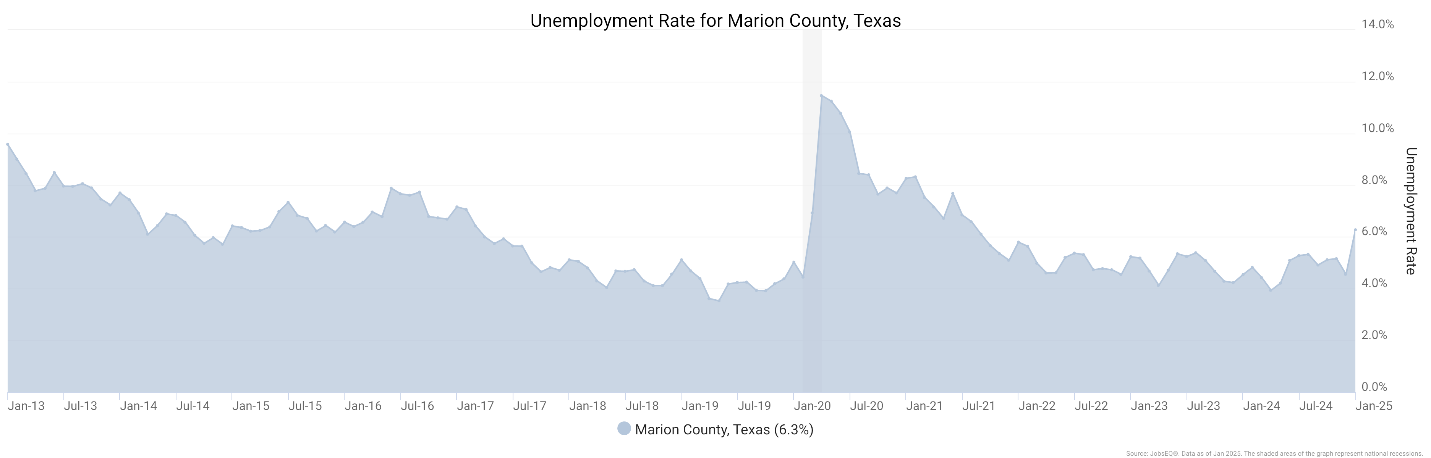 Unemployment Rate for Marion County, Texas
14.0%
12.0%
10.0%
8.0%
6.0%
4.0%
2.0%
0.0%
Unemployment Rate
Jan-13 Jul-13 Jan-14 Jul-14 Jan-15 Jul-15 Jan-16 Jul-16 Jan-17 Jul-17 Jan-18 Jul-18 Jan-19 Jul-19 Jan-20 Jul-20 Jan-21 Jul-21 Jan-22 Jul-22 Jan-23 Jul-23 Jan-24 Jul-24 Jan-25
Marion County, Texas (6.3%)
Source: JobsEQ®. Data as of Jan 2025. The shaded areas of the graph represent national recessions.